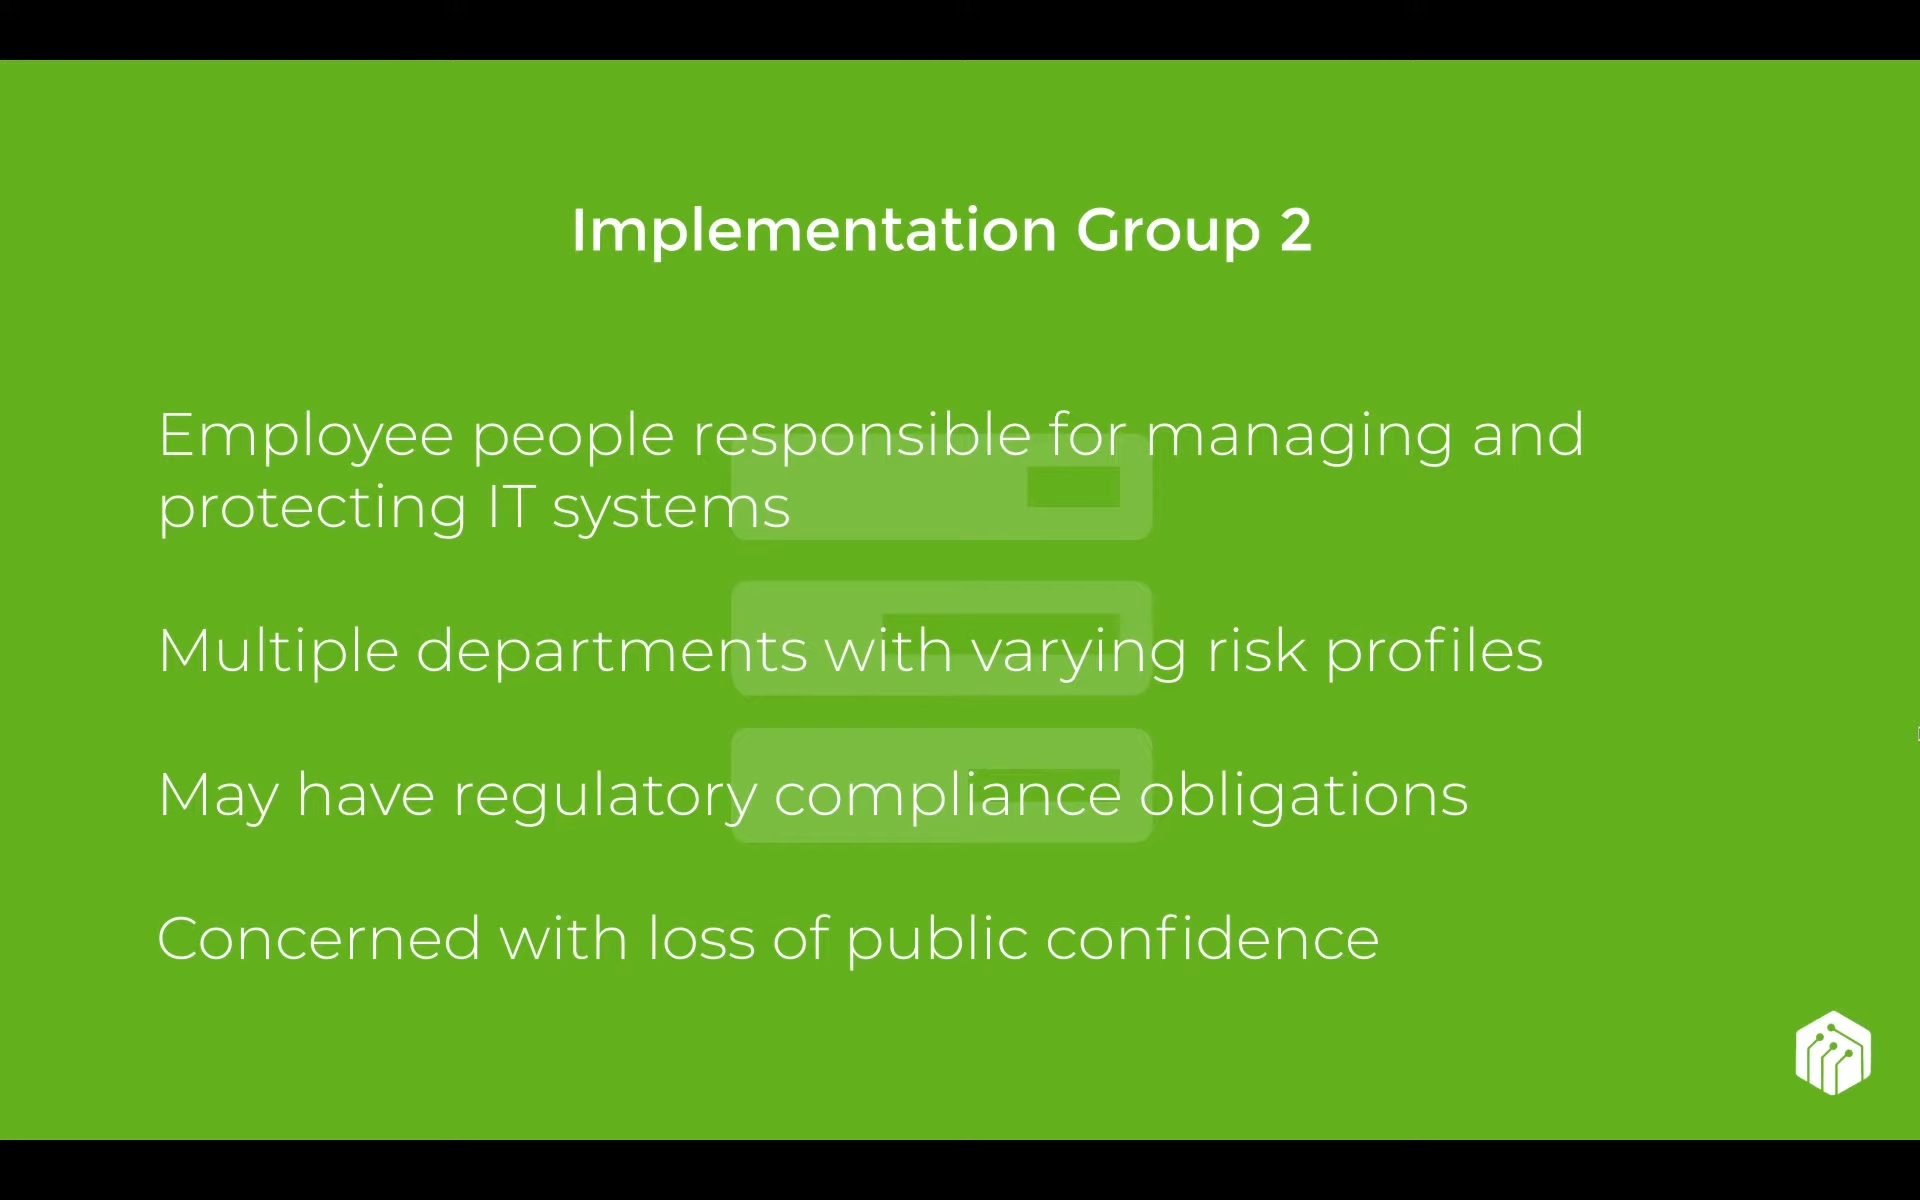 Implementation Group 2
Employee people responsible for managing and
protecting IT systems
Multiple departments with varying risk profiles
May have regulatory compliance obligations
Concerned with loss of public confidence